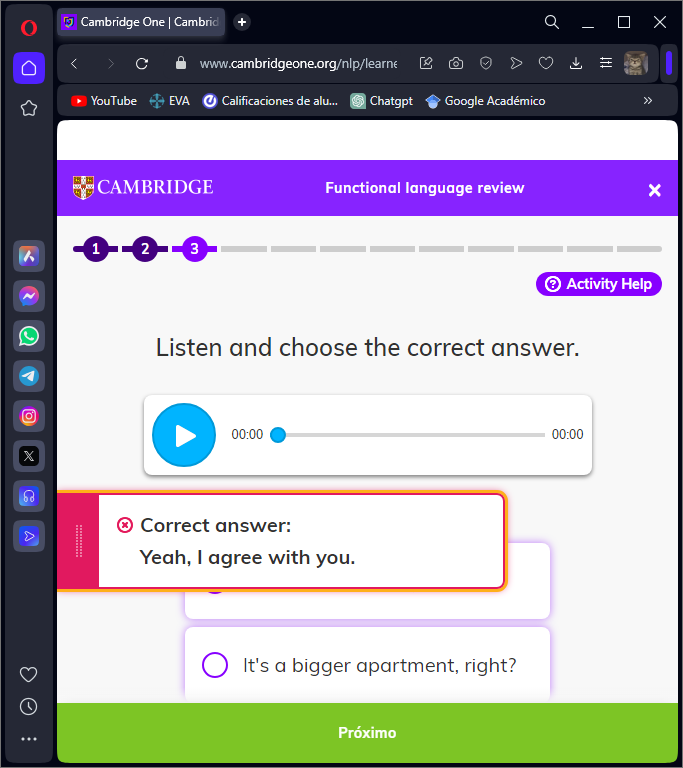 Cambridge One | Cambrid
www.cambridgeone.org/nlp/learne
YouTube
EVA
Calificaciones de alu...
Chatgpt
Google Académico
CAMBRIDGE
Functional language review
1
2
3
Activity Help
Listen and choose the correct answer.
00:00
00:00
Correct answer:
Yeah, I agree with you.
It's a bigger apartment, right?
Próximo